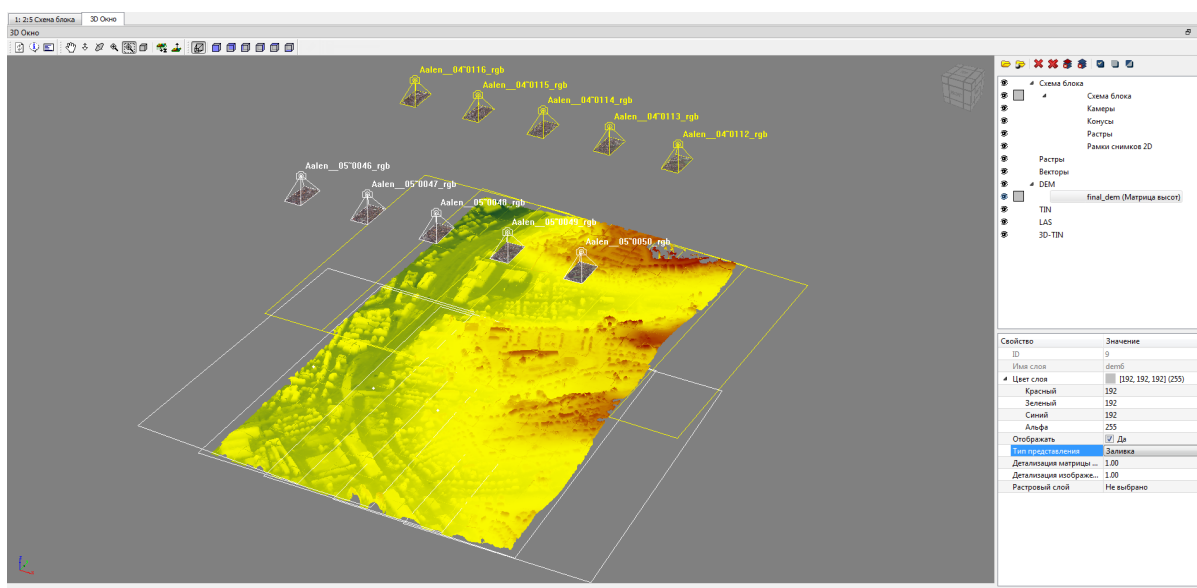 1: 2:5 Схема блока 3D Окно
3D Окно
Aalen__04~0116_rgb
Aalen__04~0115_rgb
Aalen__04~0114_rgb
Aalen__04~0113_rgb
Aalen__04~0112_rgb
Aalen__05~0046_rgb
Aalen__05~0047_rgb
Aalen__05~0048_rgb
Aalen__05~0049_rgb
Aalen__05~0050_rgb
Схема блока
Схема блока
Камеры
Конусы
Растры
Рамки снимков 2D
Растры
Векторы
DEM
final_dem (Матрица высот)
TIN
LAS
3D-TIN
Свойство Значение
ID 9
Имя слоя dem6
Цвет слоя [192, 192, 192] (255)
Красный 192
Зеленый 192
Синий 192
Альфа 255
Отображать Да
Тип представления Заливка
Детализация матрицы ... 1.00
Детализация изображе... 1.00
Растровый слой Не выбрано